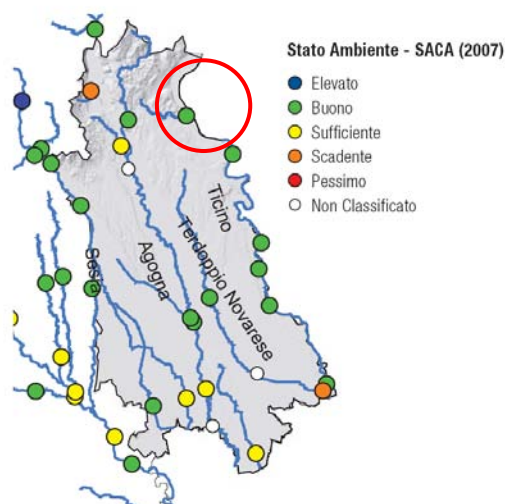 Stato Ambiente - SACA (2007)
Elevato
Buono
Sufficiente
Scadente
Pessimo
Non Classificato
Ticino
Terdoppio Novarese
Agogna
Sesia